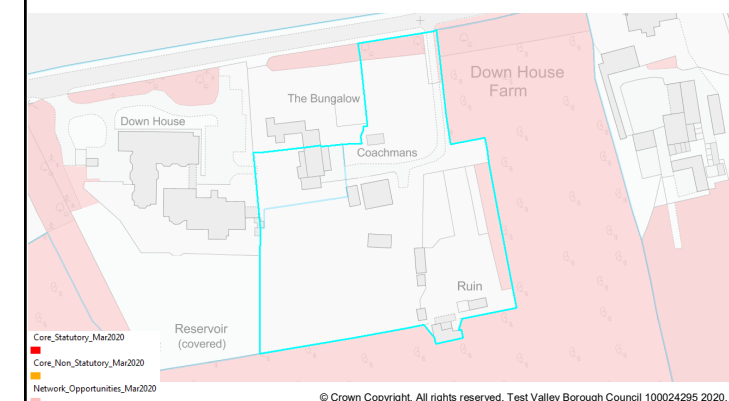 Down House
Farm
The Bungalow
Down House
Coachmans
Ruin
Reservoir
(covered)
Core_Statutory_Mar2020
Core_Non_Statutory_Mar2020
Network_Opportunities_Mar2020
© Crown Copyright. All rights reserved. Test Valley Borough Council 100024295 2020.